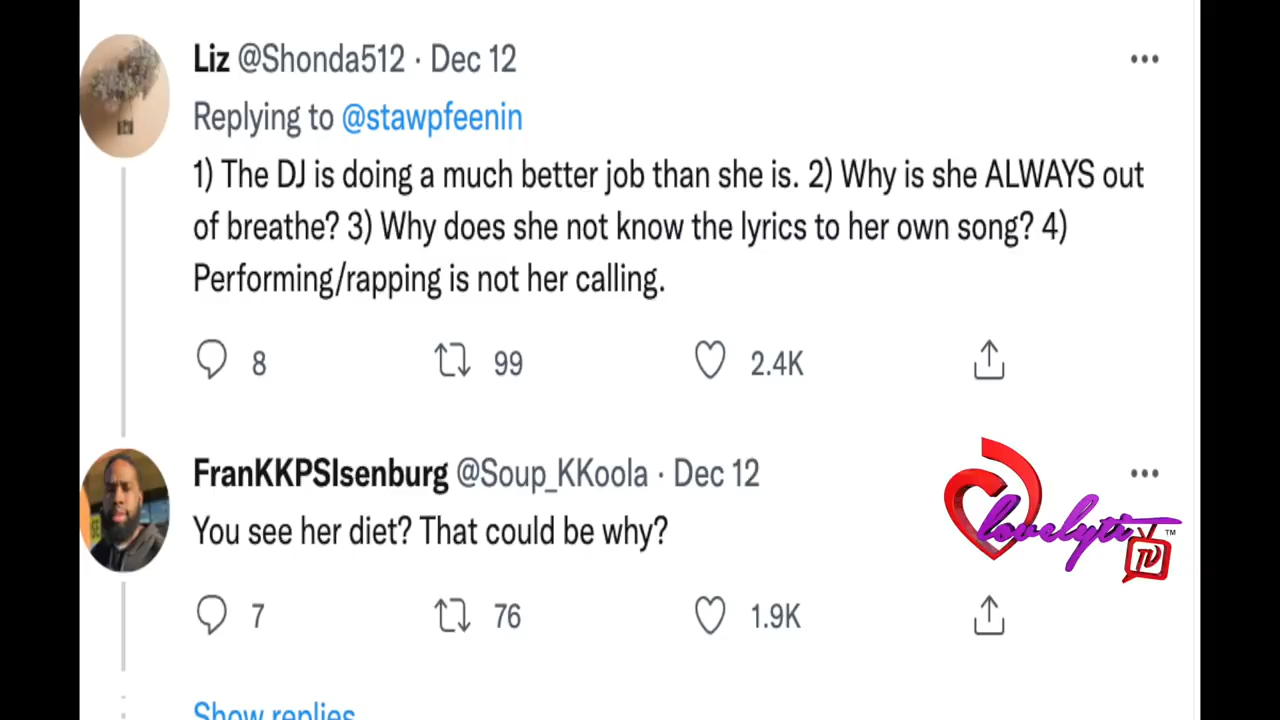 Liz @Shonda512 · Dec 12
Replying to @stawpfeenin
1) The DJ is doing a much better job than she is. 2) Why is she ALWAYS out
of breathe? 3) Why does she not know the lyrics to her own song? 4)
Performing/rapping is not her calling.
8 99 2.4K
FranKKPSIsenburg @Soup_KKoola · Dec 12
You see her diet? That could be why?
lovelyti TV ™
7 76 1.9K
Show replies